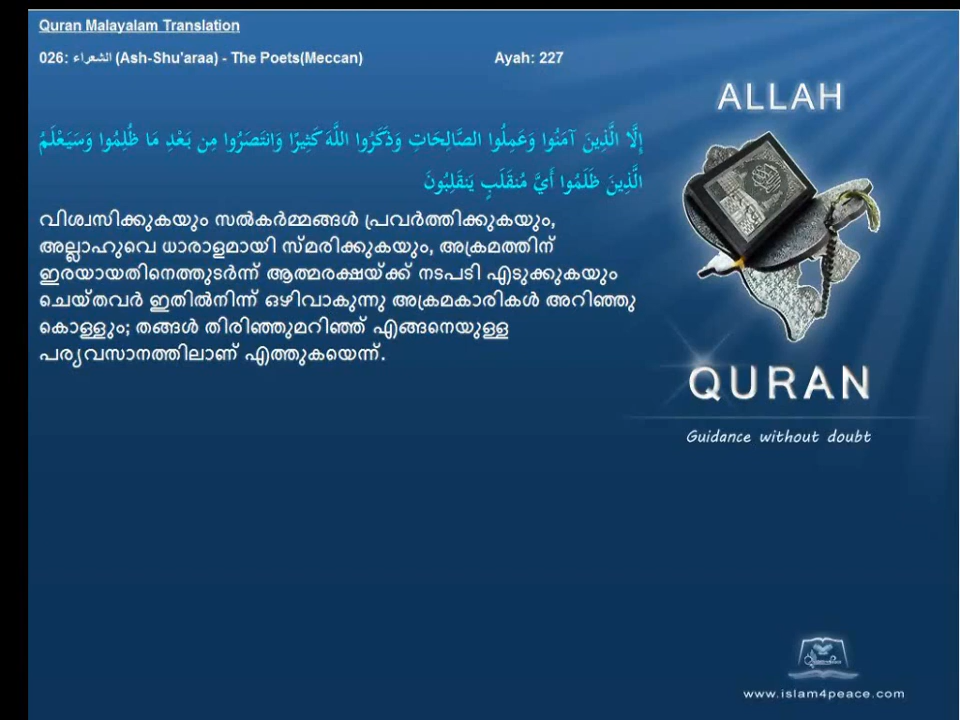 Quran Malayalam Translation
026: الشعراء (Ash-Shu'araa) - The Poets(Meccan) Ayah: 227
ALLAH
إِلَّا الَّذِينَ آمَنُوا وَعَمِلُوا الصَّالِحَاتِ وَذَكَرُوا اللَّهَ كَثِيرًا وَانتَصَرُوا مِن بَعْدِ مَا ظُلِمُوا وَسَيَعْلَمُ
الَّذِينَ ظَلَمُوا أَيَّ مُنقَلَبٍ يَنقَلِبُونَ
വിശ്വസിക്കുകയും സല്‍കര്‍മ്മങ്ങള്‍ പ്രവര്‍ത്തിക്കുകയും,
അല്ലാഹുവെ ധാരാളമായി സ്മരിക്കുകയും, അക്രമത്തിന്
ഇരയായതിനെത്തുടര്‍ന്ന് ആത്മരക്ഷയ്ക്ക് നടപടി എടുക്കുകയും
ചെയ്തവര്‍ ഇതില്‍നിന്ന് ഒഴിവാകുന്നു അക്രമകാരികള്‍ അറിഞ്ഞു
കൊള്ളും; തങ്ങള്‍ തിരിഞ്ഞുമറിഞ്ഞ് എങ്ങനെയുള്ള
പര്യവസാനത്തിലാണ് എത്തുകയെന്ന്.
QURAN
Guidance without doubt
www.islam4peace.com